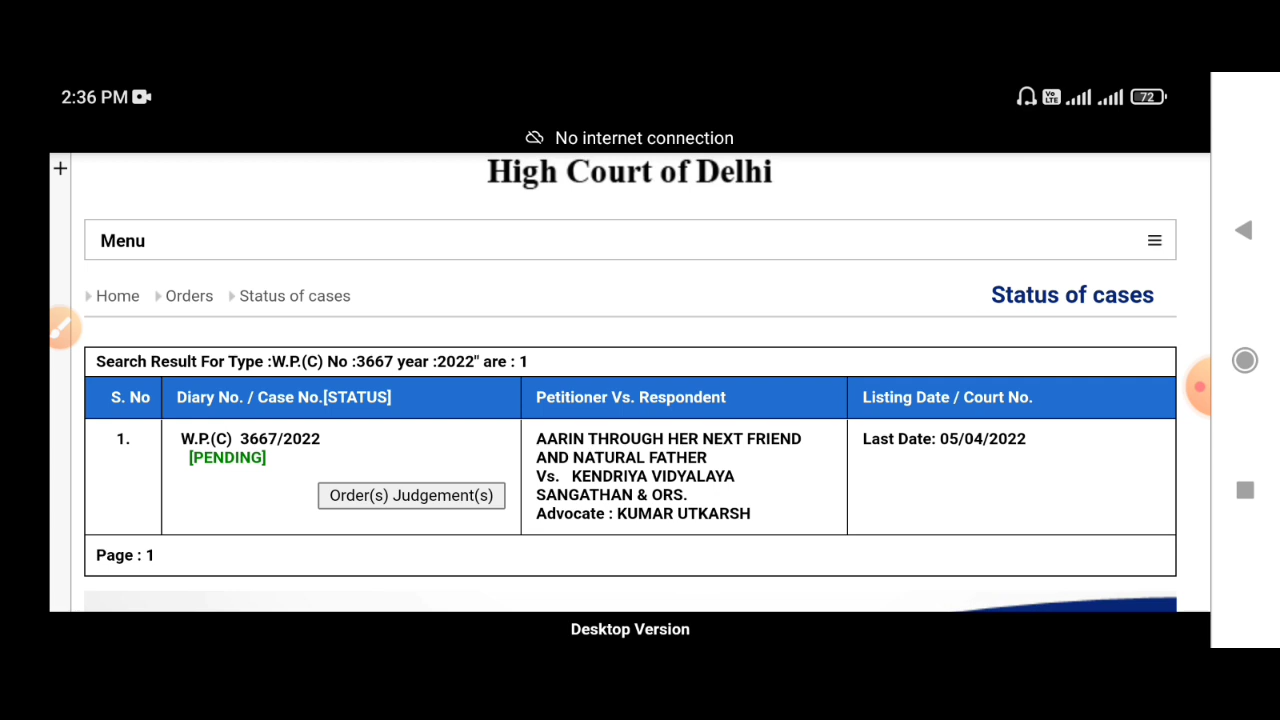 2:36 PM
Vo LTE
72
No internet connection
+
High Court of Delhi
Menu
Home Orders Status of cases
Status of cases
Search Result For Type :W.P.(C) No :3667 year :2022" are : 1
S. No
Diary No. / Case No.[STATUS]
Petitioner Vs. Respondent
Listing Date / Court No.
1.
W.P.(C) 3667/2022
[PENDING]
Order(s) Judgement(s)
AARIN THROUGH HER NEXT FRIEND
AND NATURAL FATHER
Vs. KENDRIYA VIDYALAYA
SANGATHAN & ORS.
Advocate : KUMAR UTKARSH
Last Date: 05/04/2022
Page : 1
Desktop Version